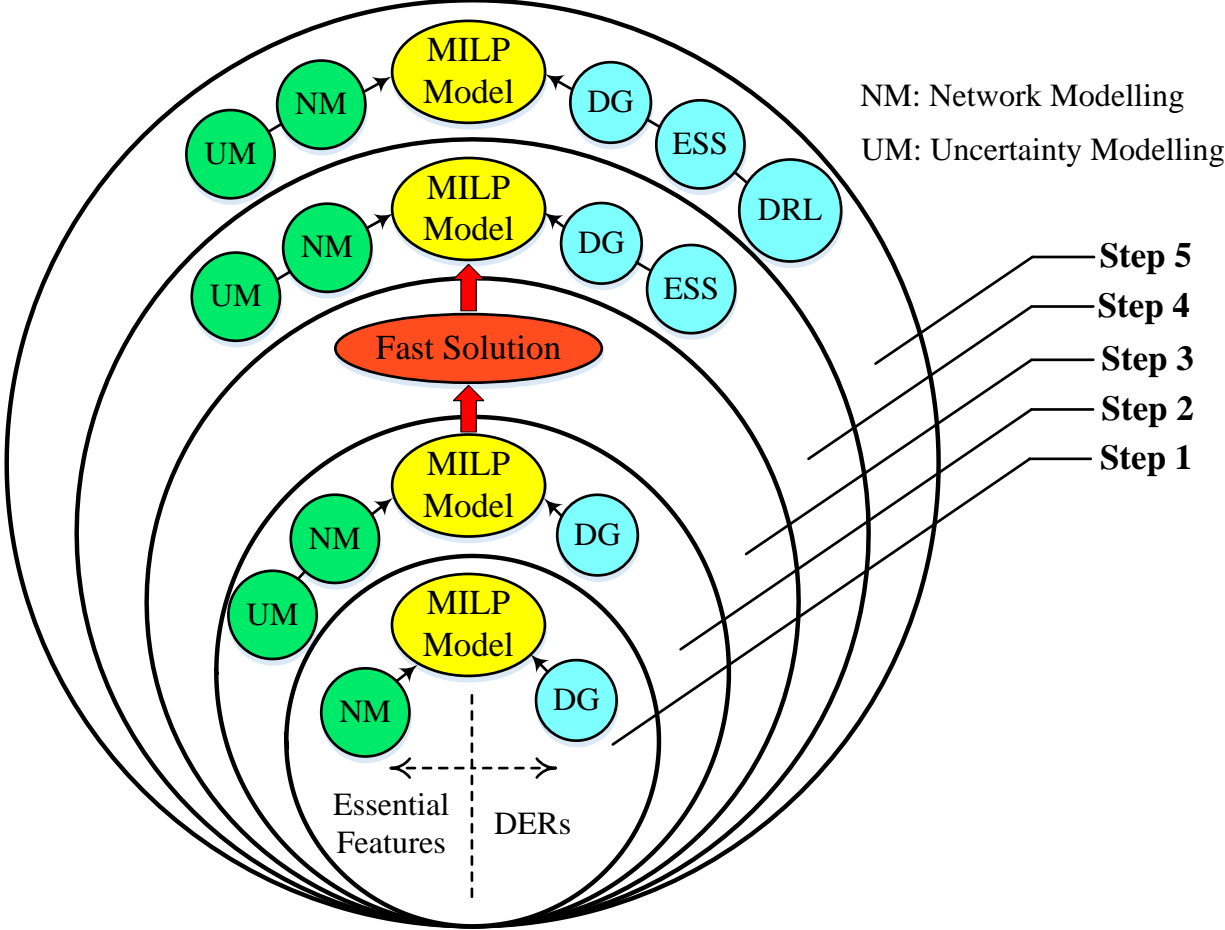 MILP
Model
NM
UM
DG
ESS
DRL
NM: Network Modelling
UM: Uncertainty Modelling
MILP
Model
NM
UM
DG
ESS
Step 5
Step 4
Step 3
Step 2
Step 1
Fast Solution
MILP
Model
NM
UM
DG
MILP
Model
NM
DG
Essential
Features
DERs